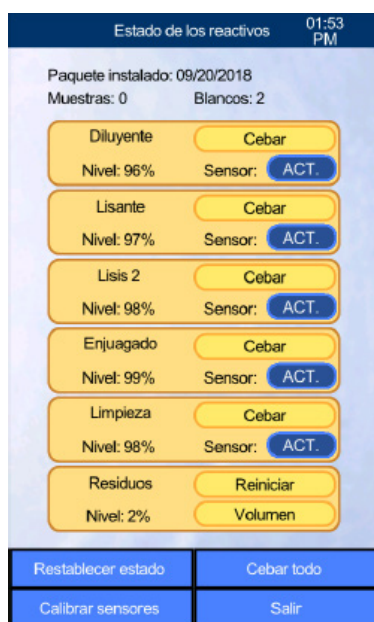 Estado de los reactivos 01:53 PM
Paquete instalado: 09/20/2018
Muestras: 0 Blancos: 2
Diluyente Cebar
Nivel: 96% Sensor: ACT.
Lisante Cebar
Nivel: 97% Sensor: ACT.
Lisis 2 Cebar
Nivel: 98% Sensor: ACT.
Enjuagado Cebar
Nivel: 99% Sensor: ACT.
Limpieza Cebar
Nivel: 98% Sensor: ACT.
Residuos Reiniciar
Nivel: 2% Volumen
Restablecer estado Cebar todo
Calibrar sensores Salir